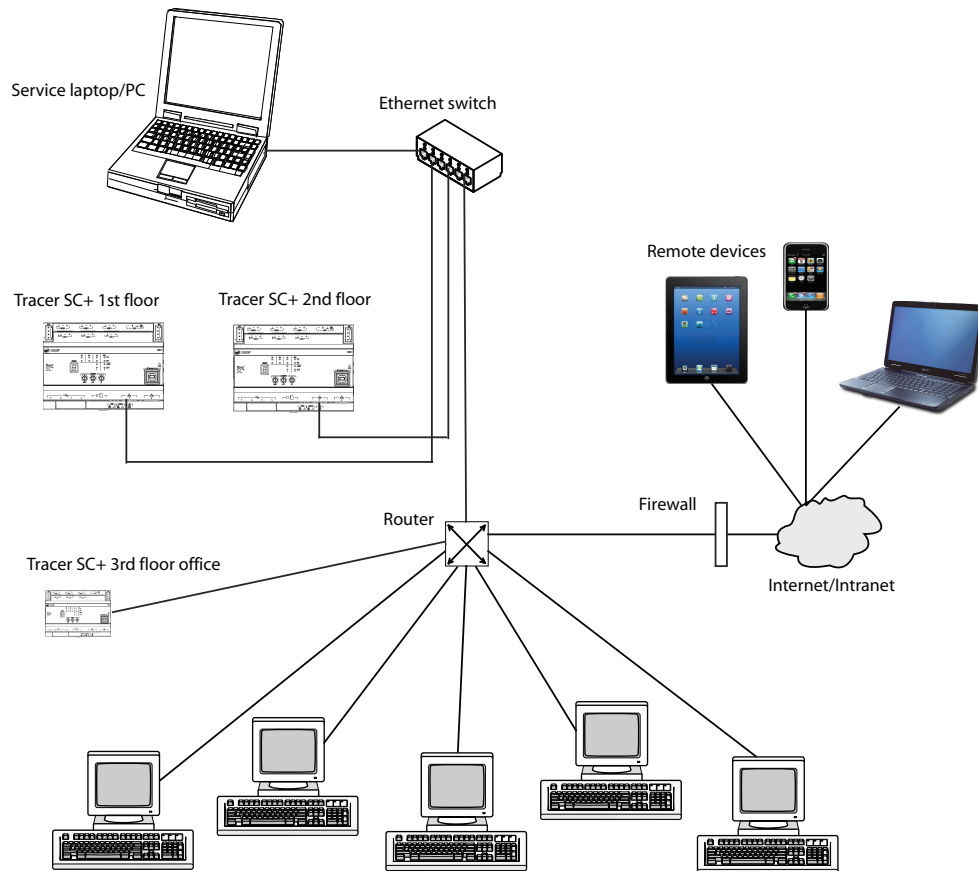 Service laptop/PC
Ethernet switch
Remote devices
Tracer SC+ 1st floor
Tracer SC+ 2nd floor
Router
Firewall
Tracer SC+ 3rd floor office
Internet/Intranet